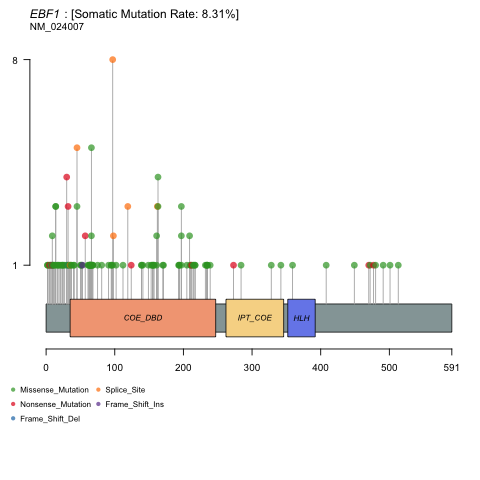 EBF1 : [Somatic Mutation Rate: 8.31%]
NM_024007
8
1
COE_DBD IPT_COE HLH
0 100 200 300 400 500 591
Missense_Mutation Splice_Site
Nonsense_Mutation Frame_Shift_Ins
Frame_Shift_Del